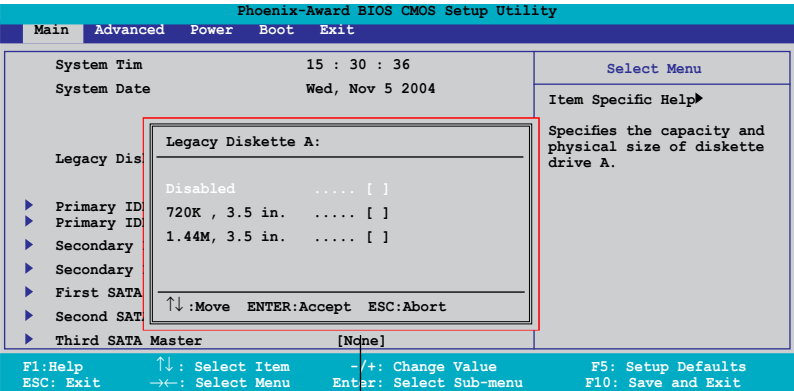 Phoenix-Award BIOS CMOS Setup Utility
Main Advanced Power Boot Exit
System Tim 15 : 30 : 36
System Date Wed, Nov 5 2004
Legacy Dis
Primary ID
Primary ID
Secondary
Secondary
First SATA
Second SAT
Third SATA Master [None]
Legacy Diskette A:
Disabled ..... [ ]
720K , 3.5 in. ..... [ ]
1.44M, 3.5 in. ..... [ ]
↑↓ :Move ENTER:Accept ESC:Abort
Select Menu
Item Specific Help
Specifies the capacity and
physical size of diskette
drive A.
F1:Help ↑↓ : Select Item -/+: Change Value F5: Setup Defaults
ESC: Exit →←: Select Menu Enter: Select Sub-menu F10: Save and Exit